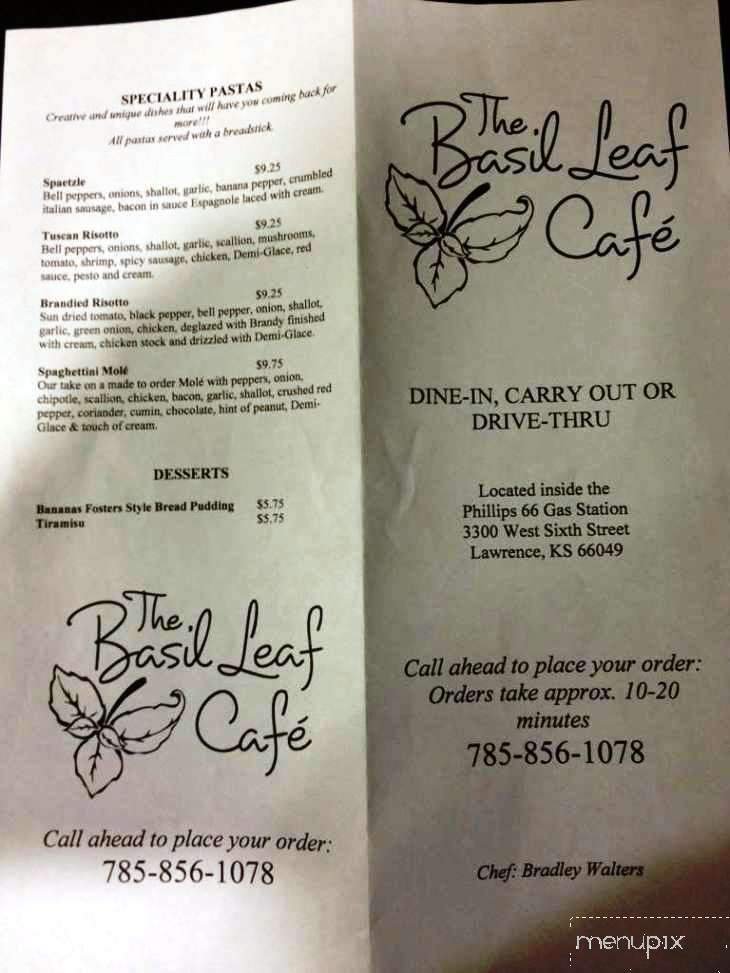 SPECIALITY PASTAS
Creative and unique dishes that will have you coming back for
more!!!
All pastas served with a breadstick.
Spaetzle $9.25
Bell peppers, onions, shallot, garlic, banana pepper, crumbled
italian sausage, bacon in sauce Espagnole laced with cream.
Tuscan Risotto $9.25
Bell peppers, onions, shallot, garlic, scallion, mushrooms,
tomato, shrimp, spicy sausage, chicken, Demi-Glace, red
sauce, pesto and cream.
Brandied Risotto $9.25
Sun dried tomato, black pepper, bell pepper, onion, shallot,
garlic, green onion, chicken, deglazed with Brandy finished
with cream, chicken stock and drizzled with Demi-Glace.
Spaghettini Molé $9.75
Our take on a made to order Molé with peppers, onion,
chipotle, scallion, chicken, bacon, garlic, shallot, crushed red
pepper, coriander, cumin, chocolate, hint of peanut, Demi-
Glace & touch of cream.
DESSERTS
Bananas Fosters Style Bread Pudding $5.75
Tiramisu $5.75
The
Basil Leaf
Café
Call ahead to place your order:
785-856-1078
The
Basil Leaf
Café
DINE-IN, CARRY OUT OR
DRIVE-THRU
Located inside the
Phillips 66 Gas Station
3300 West Sixth Street
Lawrence, KS 66049
Call ahead to place your order:
Orders take approx. 10-20
minutes
785-856-1078
Chef: Bradley Walters
menupix